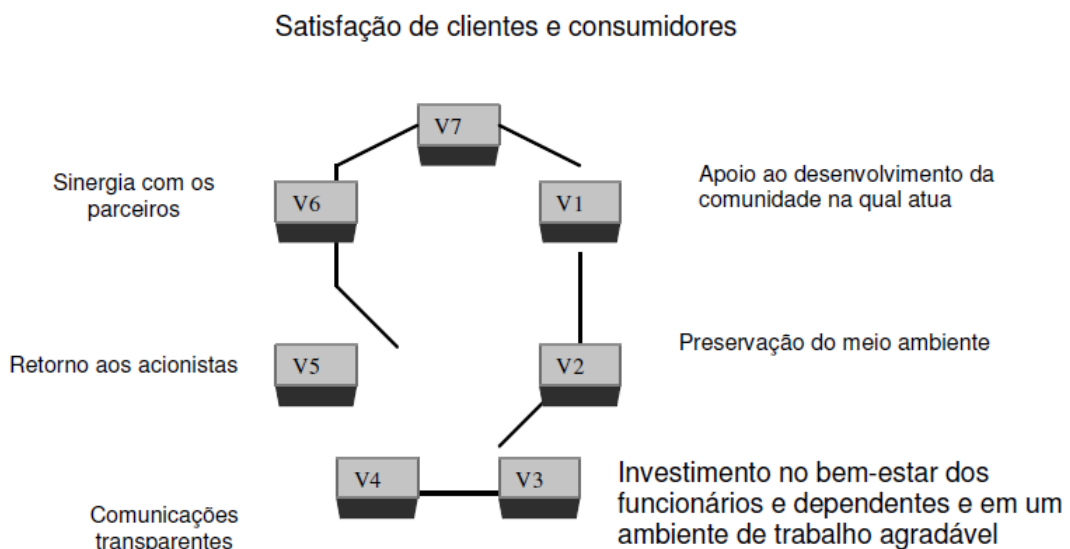 Satisfação de clientes e consumidores
V7
Sinergia com os
parceiros
V6
V1
Apoio ao desenvolvimento da
comunidade na qual atua
Retorno aos acionistas
V5
V2
Preservação do meio ambiente
V4
V3
Investimento no bem-estar dos
funcionários e dependentes e em um
ambiente de trabalho agradável
Comunicações
transparentes